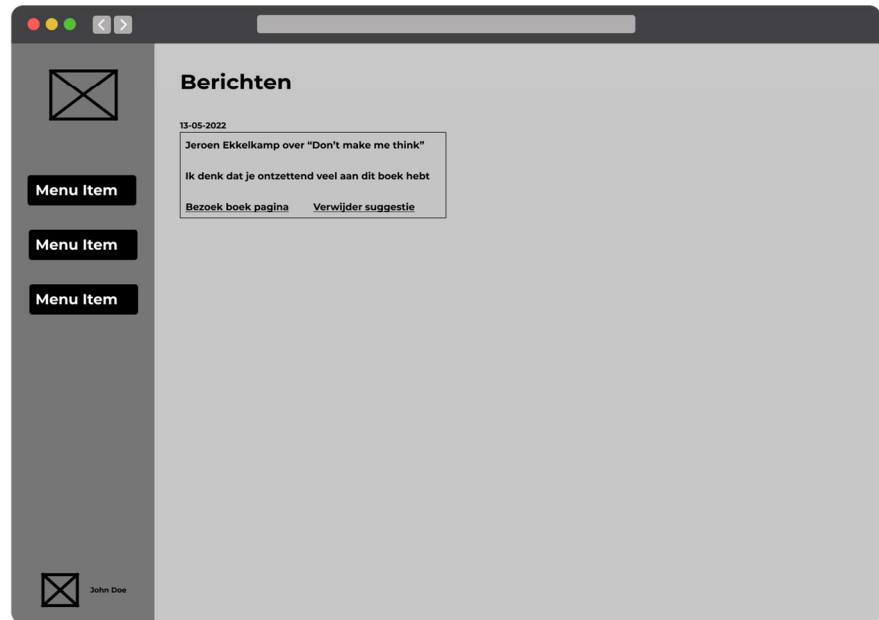 Berichten
13-05-2022
Jeroen Ekkelkamp over “Don’t make me think”
Ik denk dat je ontzettend veel aan dit boek hebt
Bezoek boek pagina Verwijder suggestie
Menu Item
Menu Item
Menu Item
John Doe